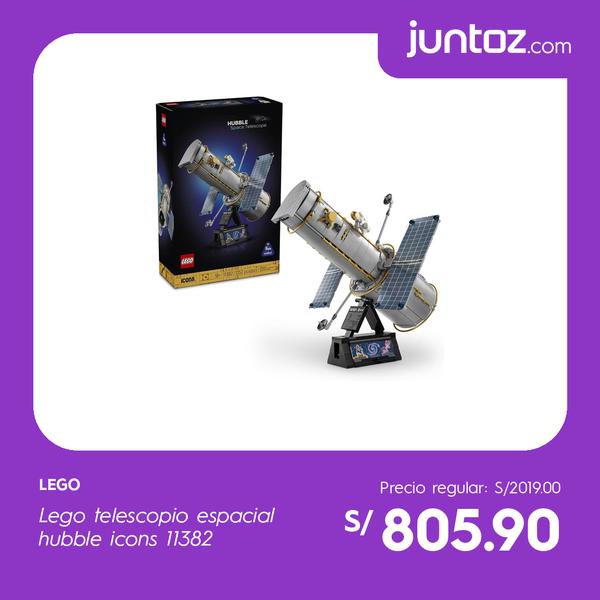 juntoz.com
HUBBLE
Space Telescope
LEGO
ICONS
LEGO
Precio regular: S/2019.00
Lego telescopio espacial
hubble icons 11382
S/ 805.90